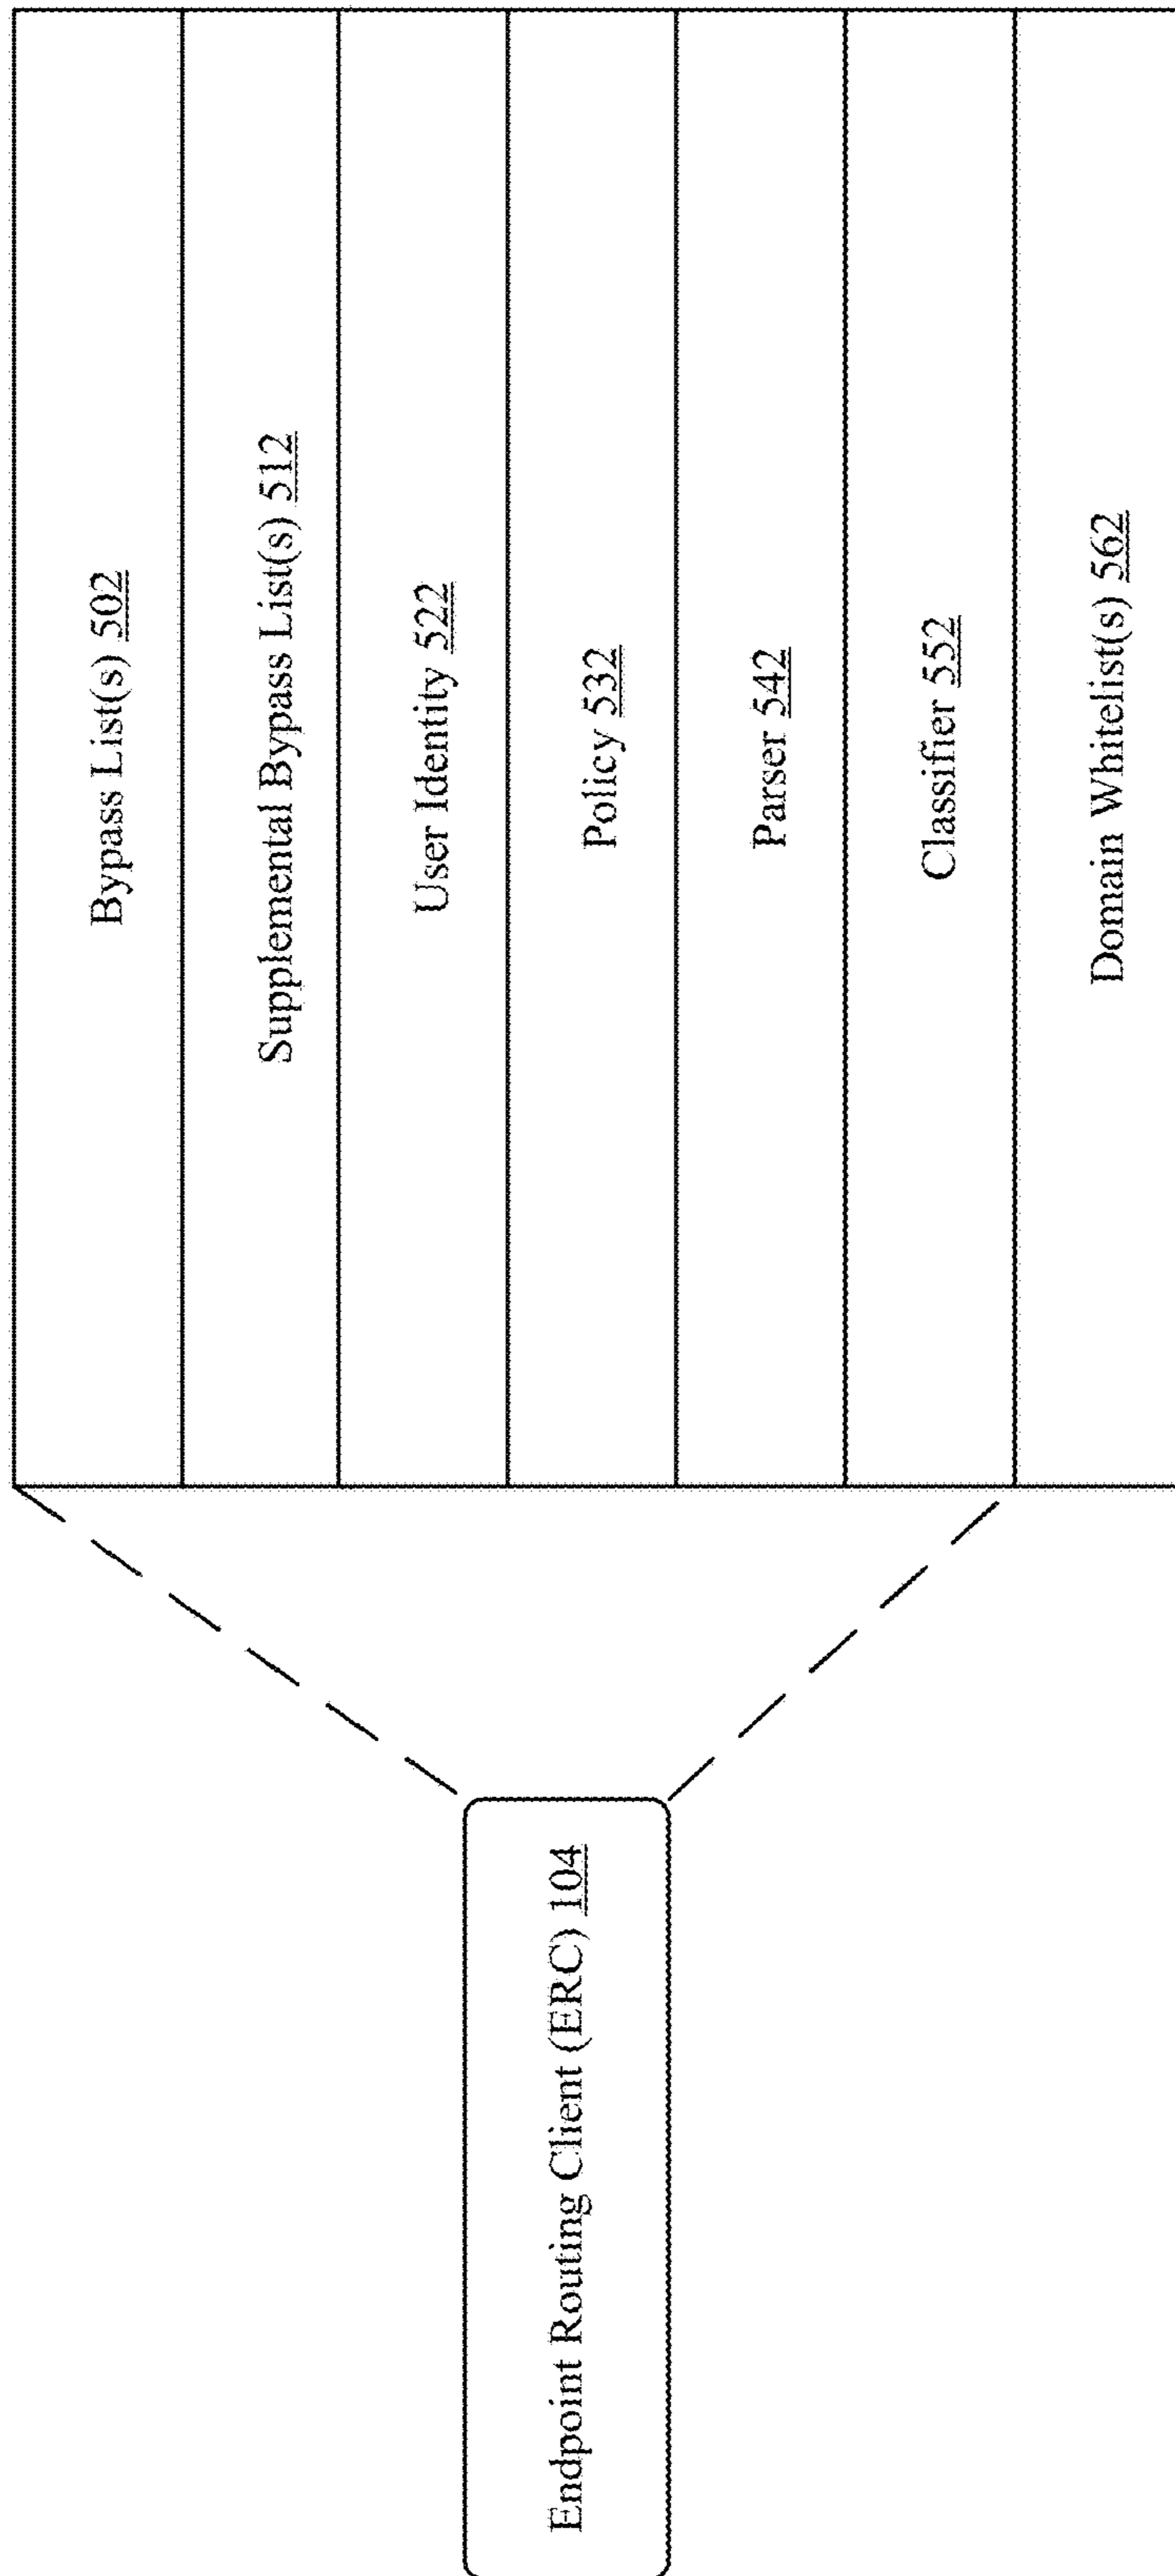 Endpoint Routing Client (ERC) 104
Bypass List(s) 502
Supplemental Bypass List(s) 512
User Identity 522
Policy 532
Parser 542
Classifier 552
Domain Whitelist(s) 562